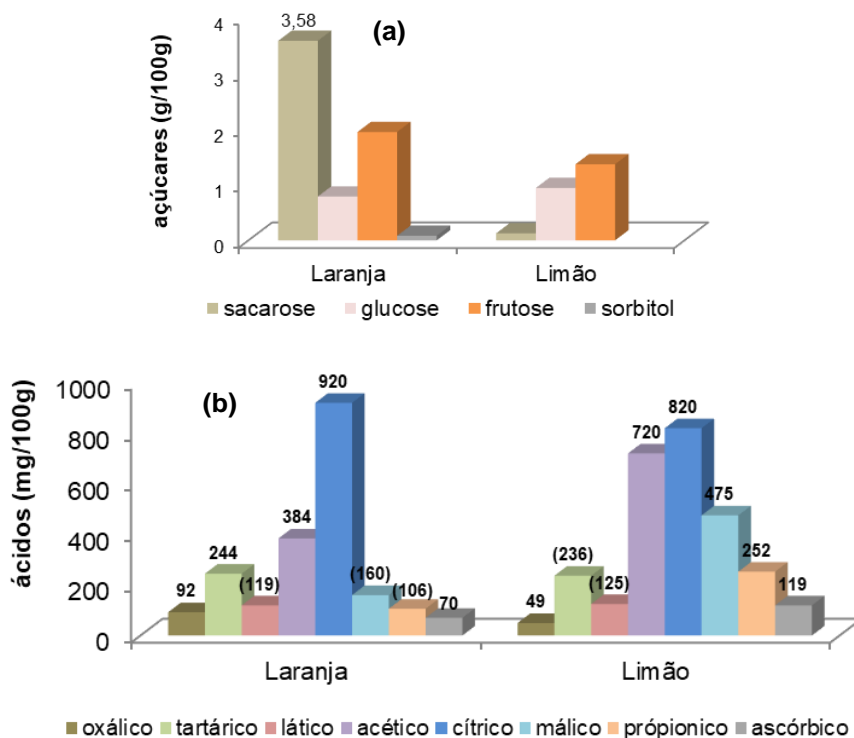 3,58
(a)
açúcares (g/100g)
4
3
2
1
0
Laranja Limão
sacarose glucose frutose sorbitol
(b)
ácidos (mg/100g)
1000
800
600
400
200
0
92 244 (119) 384 920 (160) (106) 70
49 (236) (125) 720 820 475 252 119
Laranja Limão
oxálico tartárico lático acético cítrico málico própionico ascórbico